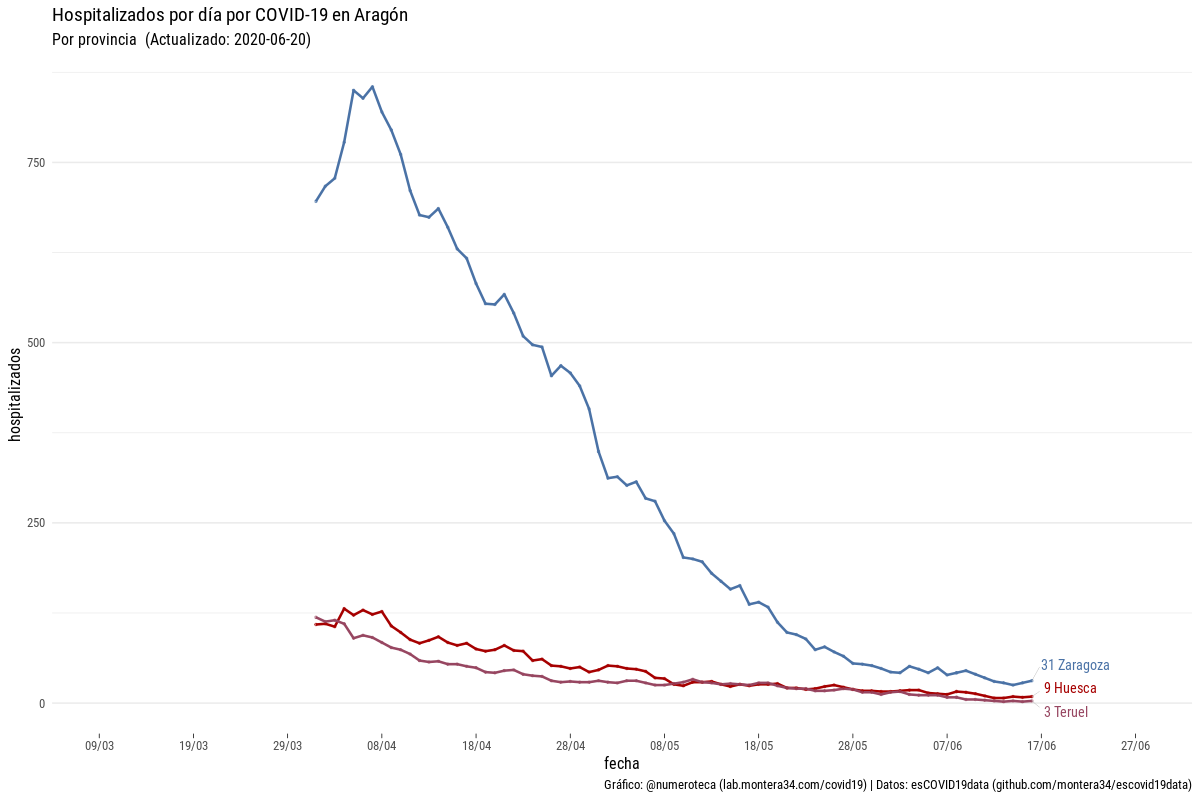 Hospitalizados por día por COVID-19 en Aragón
Por provincia  (Actualizado: 2020-06-20)
hospitalizados
750
500
250
0
31 Zaragoza
9 Huesca
3 Teruel
09/03
19/03
29/03
08/04
18/04
28/04
08/05
18/05
28/05
07/06
17/06
27/06
fecha
Gráfico: @numeroteca (lab.montera34.com/covid19) | Datos: esCOVID19data (github.com/montera34/escovid19data)